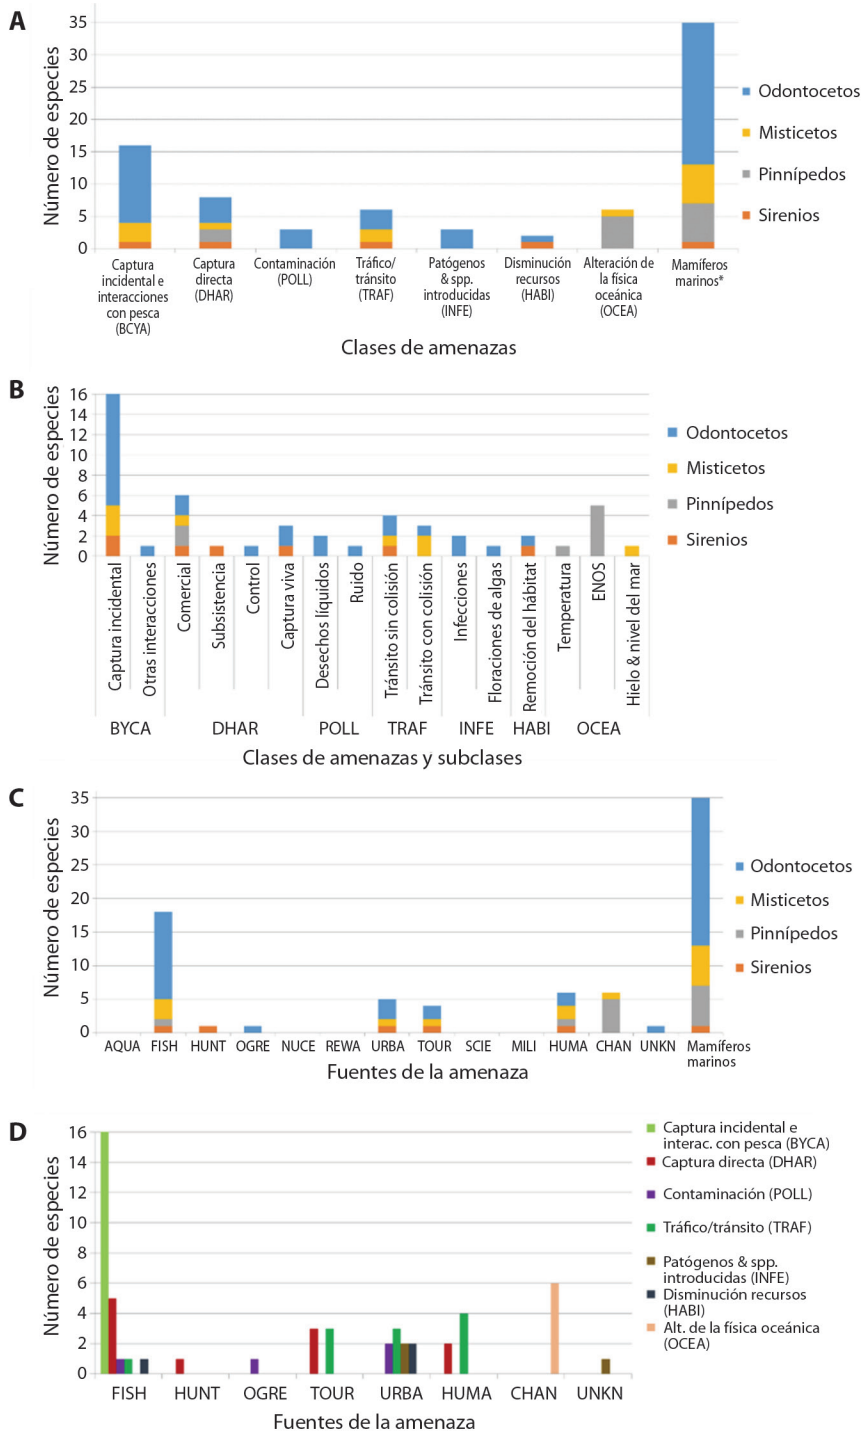 A
Número de especies
35
30
25
20
15
10
5
0
Captura
incidental e
interacciones
con pesca
(BCYA)
Captura
directa
(DHAR)
Contaminación
(POLL)
Tráfico/
tránsito
(TRAF)
Patógenos
& spp.
introducidas
(INFE)
Disminución
recursos
(HABI)
Alteración de
la física
oceánica
(OCEA)
Mamíferos
marinos*
Clases de amenazas
Odontocetos
Misticetos
Pinnípedos
Sirenios
B
Número de especies
16
14
12
10
8
6
4
2
0
Captura incidental
Otras interacciones
Comercial
Subsistencia
Control
Captura viva
Desechos líquidos
Ruido
Tránsito sin colisión
Tránsito con colisión
Infecciones
Floraciones de algas
Remoción del hábitat
Temperatura
ENOS
Hielo & nivel del mar
BYCA
DHAR
POLL
TRAF
INFE
HABI
OCEA
Clases de amenazas y subclases
Odontocetos
Misticetos
Pinnípedos
Sirenios
C
Número de especies
35
30
25
20
15
10
5
0
AQUA
FISH
HUNT
OGRE
NUCE
REWA
URBA
TOUR
SCIE
MILI
HUMA
CHAN
UNKN
Mamíferos
marinos
Fuentes de la amenaza
Odontocetos
Misticetos
Pinnípedos
Sirenios
D
Número de especies
16
14
12
10
8
6
4
2
0
FISH
HUNT
OGRE
TOUR
URBA
HUMA
CHAN
UNKN
Fuentes de la amenaza
Captura incidental e
interac. con pesca (BYCA)
Captura directa (DHAR)
Contaminación (POLL)
Tráfico/tránsito (TRAF)
Patógenos & spp.
introducidas (INFE)
Disminución recursos
(HABI)
Alt. de la física oceánica
(OCEA)